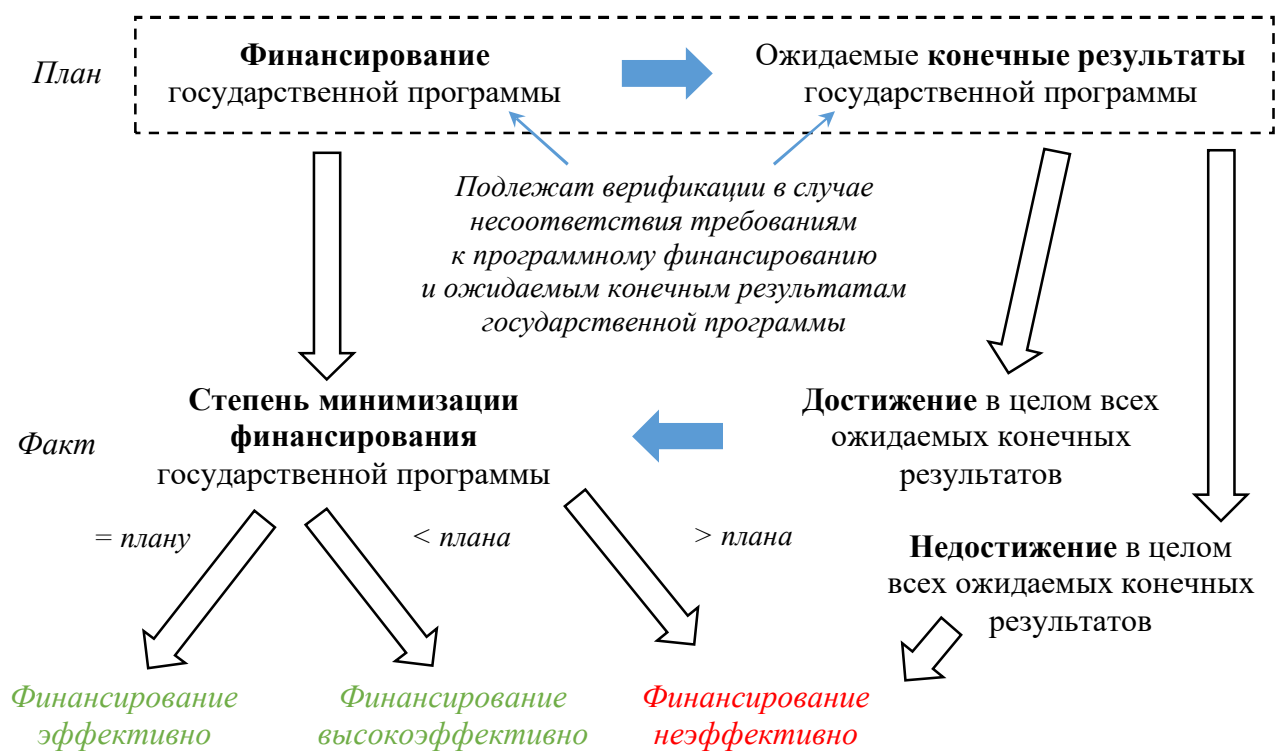 План
Финансирование
государственной программы
Ожидаемые конечные результаты
государственной программы
Подлежат верификации в случае
несоответствия требованиям
к программному финансированию
и ожидаемым конечным результатам
государственной программы
Факт
Степень минимизации
финансирования
государственной программы
Достижение в целом всех
ожидаемых конечных
результатов
= плану
< плана
> плана
Недостижение в целом
всех ожидаемых конечных
результатов
Финансирование
эффективно
Финансирование
высокоэффективно
Финансирование
неэффективно